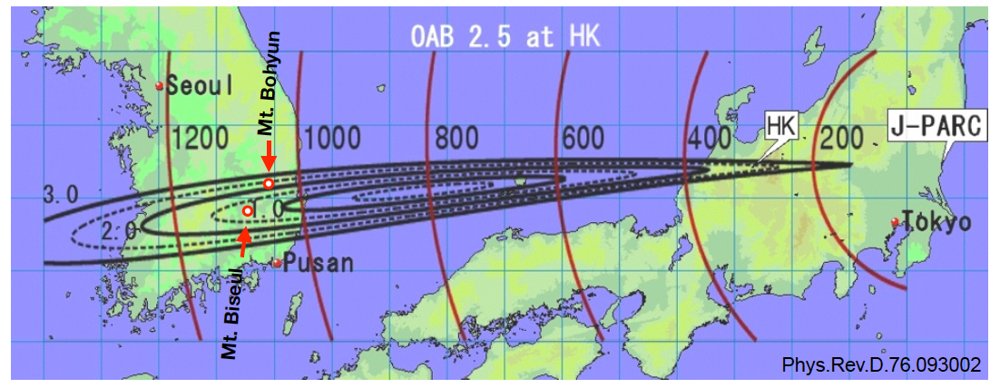 OAB 2.5 at HK
Seoul
Mt. Bohyun
1200
1000
800
600
400
HK
200
J-PARC
3.0
1.0
2.0
Tokyo
Pusan
Mt. Biseul
Phys.Rev.D.76.093002